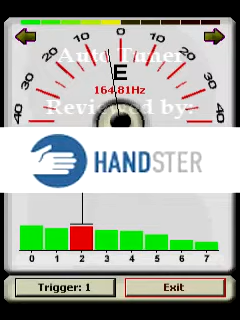 10 0 10
20 20
30 30
40 40
Auto Tuner
E
164.81Hz
Reviewed by:
HANDSTER
0 1 2 3 4 5 6 7
Trigger: 1 Exit